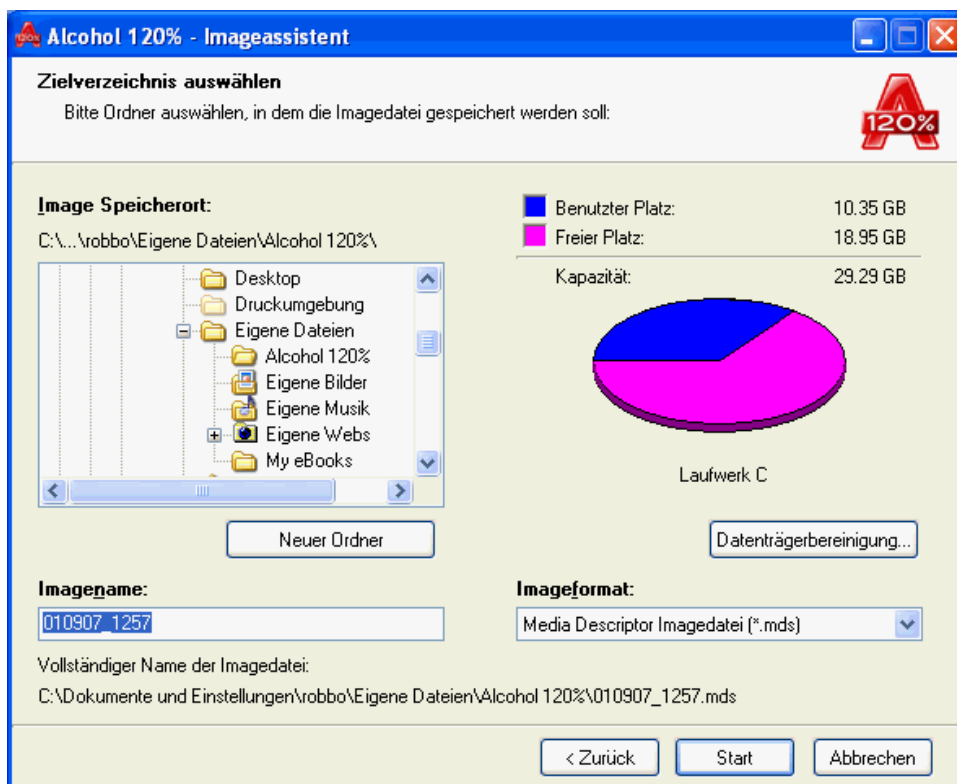 Alcohol 120% - Imageassistent
Zielverzeichnis auswählen
Bitte Ordner auswählen, in dem die Imagedatei gespeichert werden soll:
120%
Image Speicherort:
C:\...\robbo\Eigene Dateien\Alcohol 120%\
Desktop
Druckumgebung
Eigene Dateien
Alcohol 120%
Eigene Bilder
Eigene Musik
Eigene Webs
My eBooks
Neuer Ordner
Benutzter Platz: 10.35 GB
Freier Platz: 18.95 GB
Kapazität: 29.29 GB
Laufwerk C
Datenträgerbereinigung...
Imagename:
010907_1257
Imageformat:
Media Descriptor Imagedatei (*.mds)
Vollständiger Name der Imagedatei:
C:\Dokumente und Einstellungen\robbo\Eigene Dateien\Alcohol 120%\010907_1257.mds
< Zurück
Start
Abbrechen